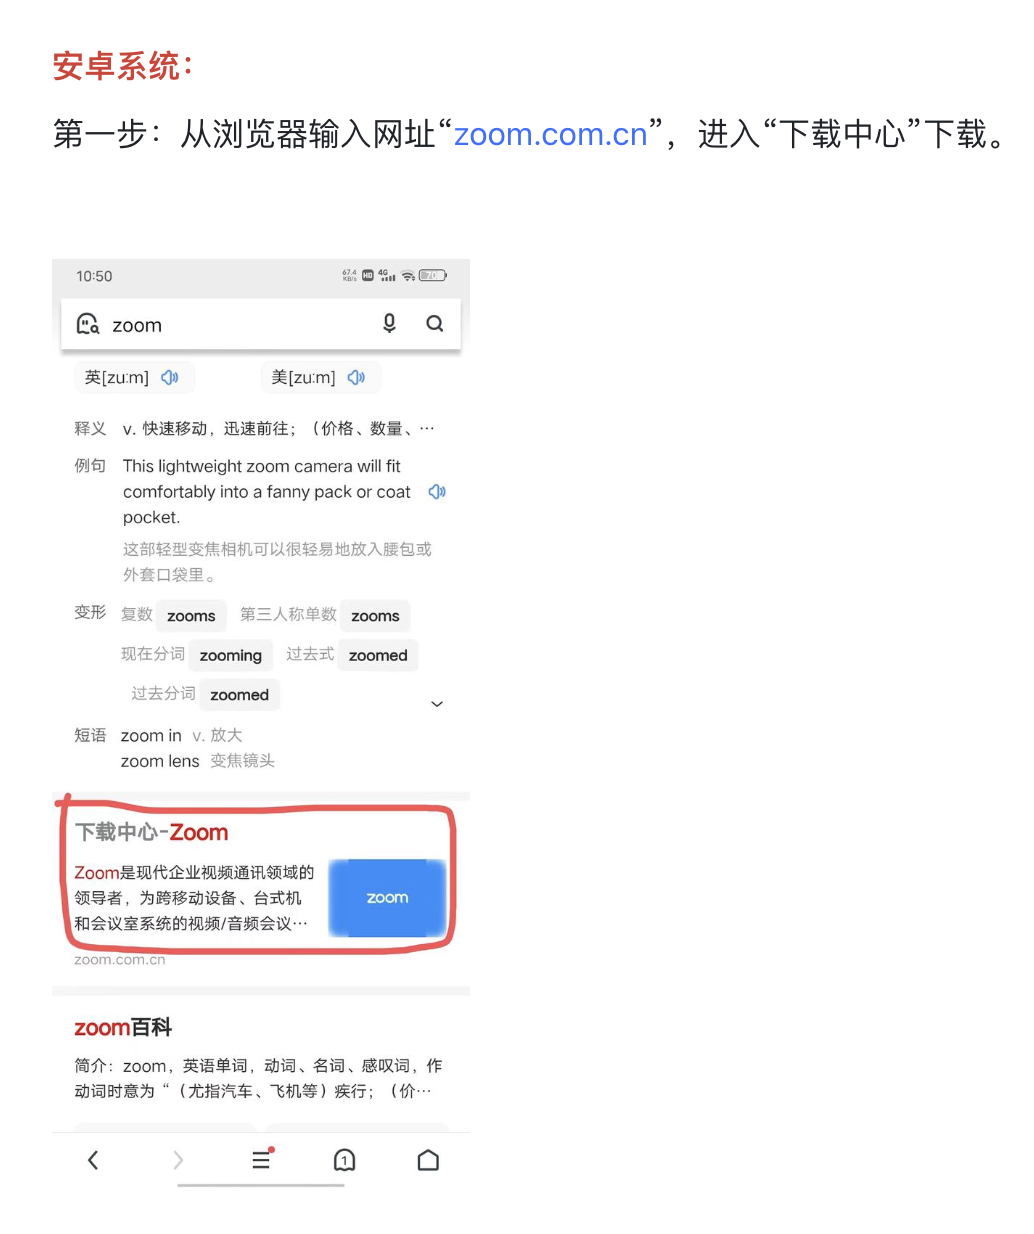 安卓系统：
第一步：从浏览器输入网址“zoom.com.cn”，进入“下载中心”下载。
10:50 67.4 KB/s HD 4G 70
zoom
英[zu:m] 美[zu:m]
释义 v. 快速移动，迅速前往；（价格、数量、…
例句 This lightweight zoom camera will fit
comfortably into a fanny pack or coat
pocket.
这部轻型变焦相机可以很轻易地放入腰包或
外套口袋里。
变形 复数 zooms 第三人称单数 zooms
现在分词 zooming 过去式 zoomed
过去分词 zoomed
短语 zoom in v. 放大
zoom lens 变焦镜头
下载中心-Zoom
Zoom是现代企业视频通讯领域的
领导者，为跨移动设备、台式机
zoom
和会议室系统的视频/音频会议…
zoom.com.cn
zoom百科
简介：zoom，英语单词，动词、名词、感叹词，作
动词时意为“（尤指汽车、飞机等）疾行；（价…
1